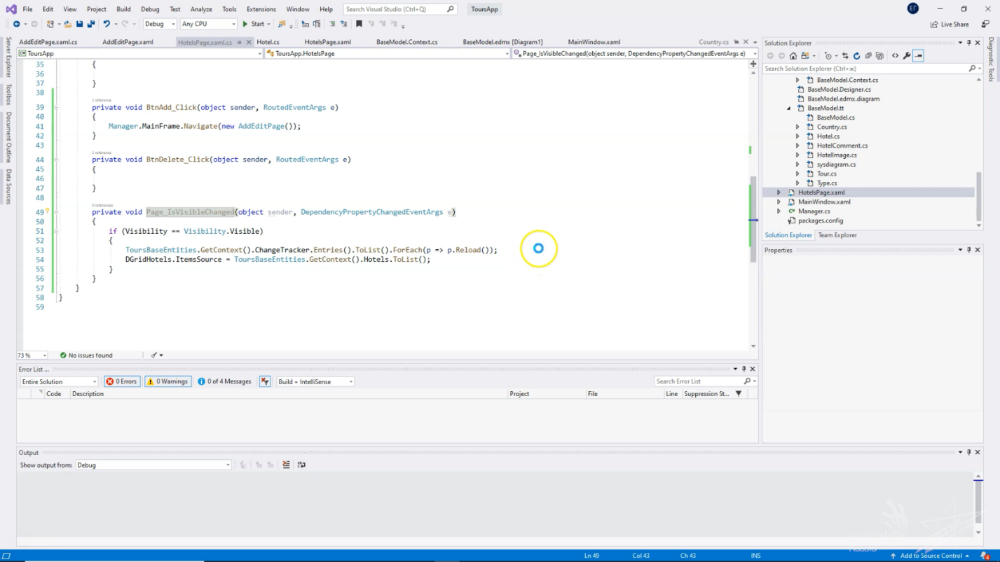 File Edit View Project Build Debug Test Analyze Tools Extensions Window Help Search Visual Studio (Ctrl+Q) ToursApp ЕГ
Debug Any CPU Start Live Share
AddEditPage.xaml.cs AddEditPage.xaml HotelsPage.xaml.cs Hotel.cs HotelsPage.xaml BaseModel.Context.cs BaseModel.edmx [Diagram1] MainWindow.xaml Country.cs
ToursApp ToursApp.HotelsPage Page_IsVisibleChanged(object sender, DependencyPropertyChangedEventArgs e)
Server Explorer
Toolbox
Document Outline
Data Sources
35 {
36
37 }
38
1 reference
39 private void BtnAdd_Click(object sender, RoutedEventArgs e)
40 {
41 Manager.MainFrame.Navigate(new AddEditPage());
42 }
43
1 reference
44 private void BtnDelete_Click(object sender, RoutedEventArgs e)
45 {
46
47 }
48
0 references
49 private void Page_IsVisibleChanged(object sender, DependencyPropertyChangedEventArgs e)
50 {
51 if (Visibility == Visibility.Visible)
52 {
53 ToursBaseEntities.GetContext().ChangeTracker.Entries().ToList().ForEach(p => p.Reload());
54 DGridHotels.ItemsSource = ToursBaseEntities.GetContext().Hotels.ToList();
55 }
56 }
57 }
58 }
59
73 % No issues found
Error List ...
Entire Solution 0 Errors 0 Warnings 0 of 4 Messages Build + IntelliSense Search Error List
Code Description Project File Line Suppression St...
Output
Show output from: Debug
Solution Explorer
Search Solution Explorer (Ctrl+ж)
BaseModel.Context.cs
BaseModel.Designer.cs
BaseModel.edmx.diagram
BaseModel.tt
BaseModel.cs
Country.cs
Hotel.cs
HotelComment.cs
HotelImage.cs
sysdiagram.cs
Tour.cs
Type.cs
HotelsPage.xaml
MainWindow.xaml
Manager.cs
packages.config
Solution Explorer Team Explorer
Properties
Diagnostic Tools
Ln 49 Col 43 Ch 43 INS Add to Source Control 4